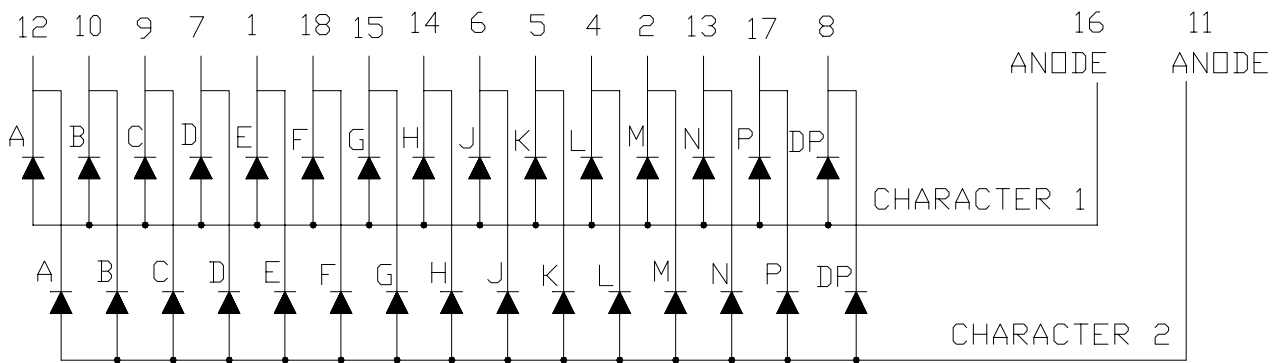 12 10 9 7 1 18 15 14 6 5 4 2 13 17 8 16 11
ANODE ANODE
A B C D E F G H J K L M N P DP
CHARACTER 1
A B C D E F G H J K L M N P DP
CHARACTER 2